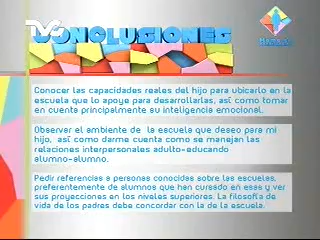 TVC
CONCLUSIONES
Conocer las capacidades reales del hijo para ubicarlo en la
escuela que lo apoye para desarrollarlas, así como tomar
en cuenta principalmente su inteligencia emocional.
Observar el ambiente de la escuela que deseo para mi
hijo, así como darme cuenta como se manejan las
relaciones interpersonales adulto-educando
alumno-alumno.
Pedir referencias a personas conocidas sobre las escuelas,
preferentemente de alumnos que han cursado en esas y ver
sus proyecciones en los niveles superiores. La filosofía de
vida de los padres debe concordar con la de la escuela.